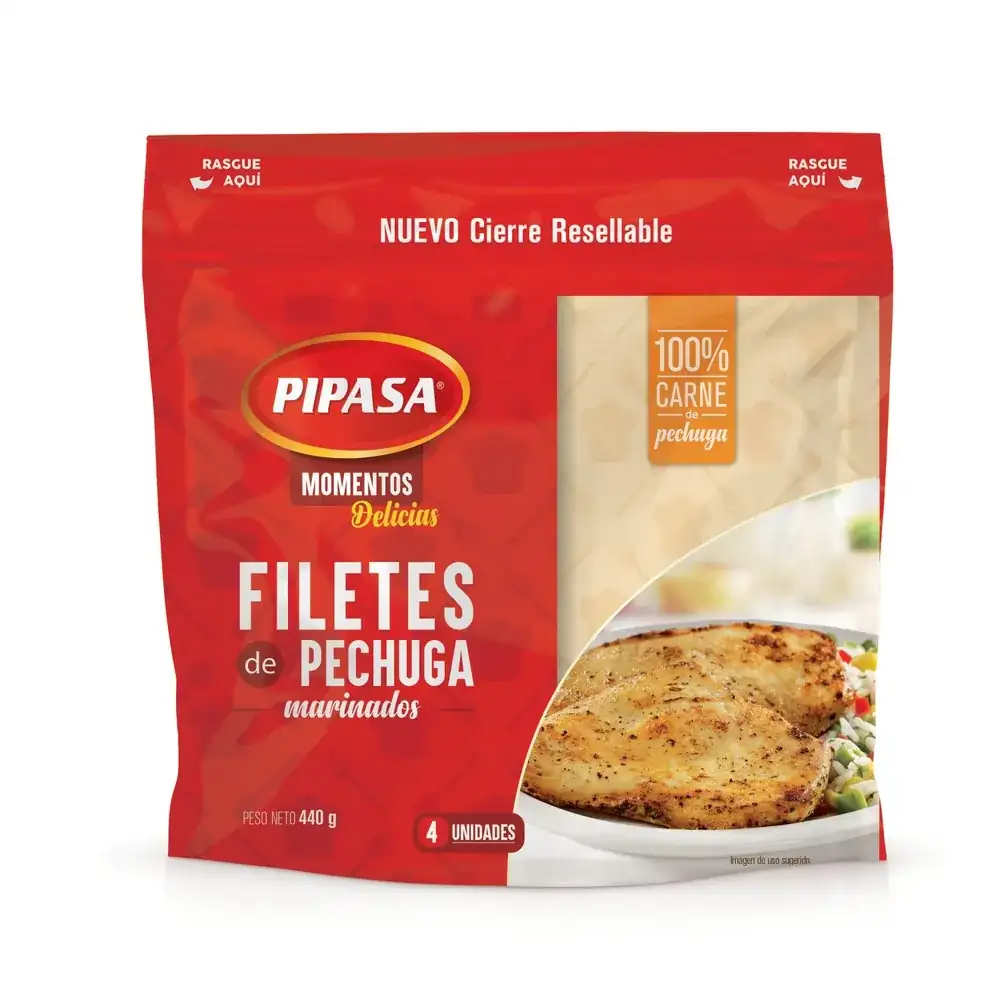 RASGUE
AQUÍ
RASGUE
AQUÍ
NUEVO Cierre Resellable
100%
CARNE
de
pechuga
PIPASA®
MOMENTOS
Delicias
FILETES
de PECHUGA
marinados
PESO NETO 440 g
4 UNIDADES
Imagen de uso sugerido.